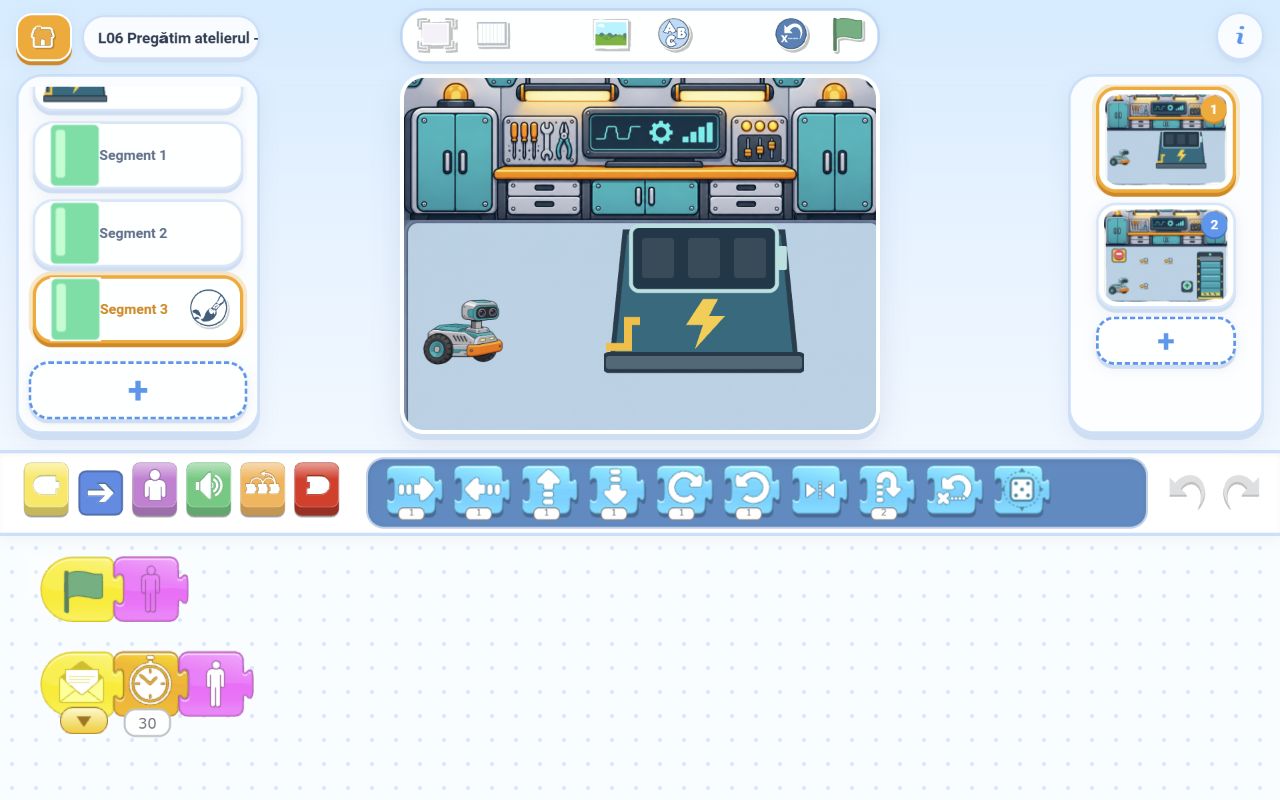 L06 Pregătim atelierul -
A
B
C
x
i
Segment 1
Segment 2
Segment 3
+
1
2
+
1
1
1
1
1
1
2
x
30